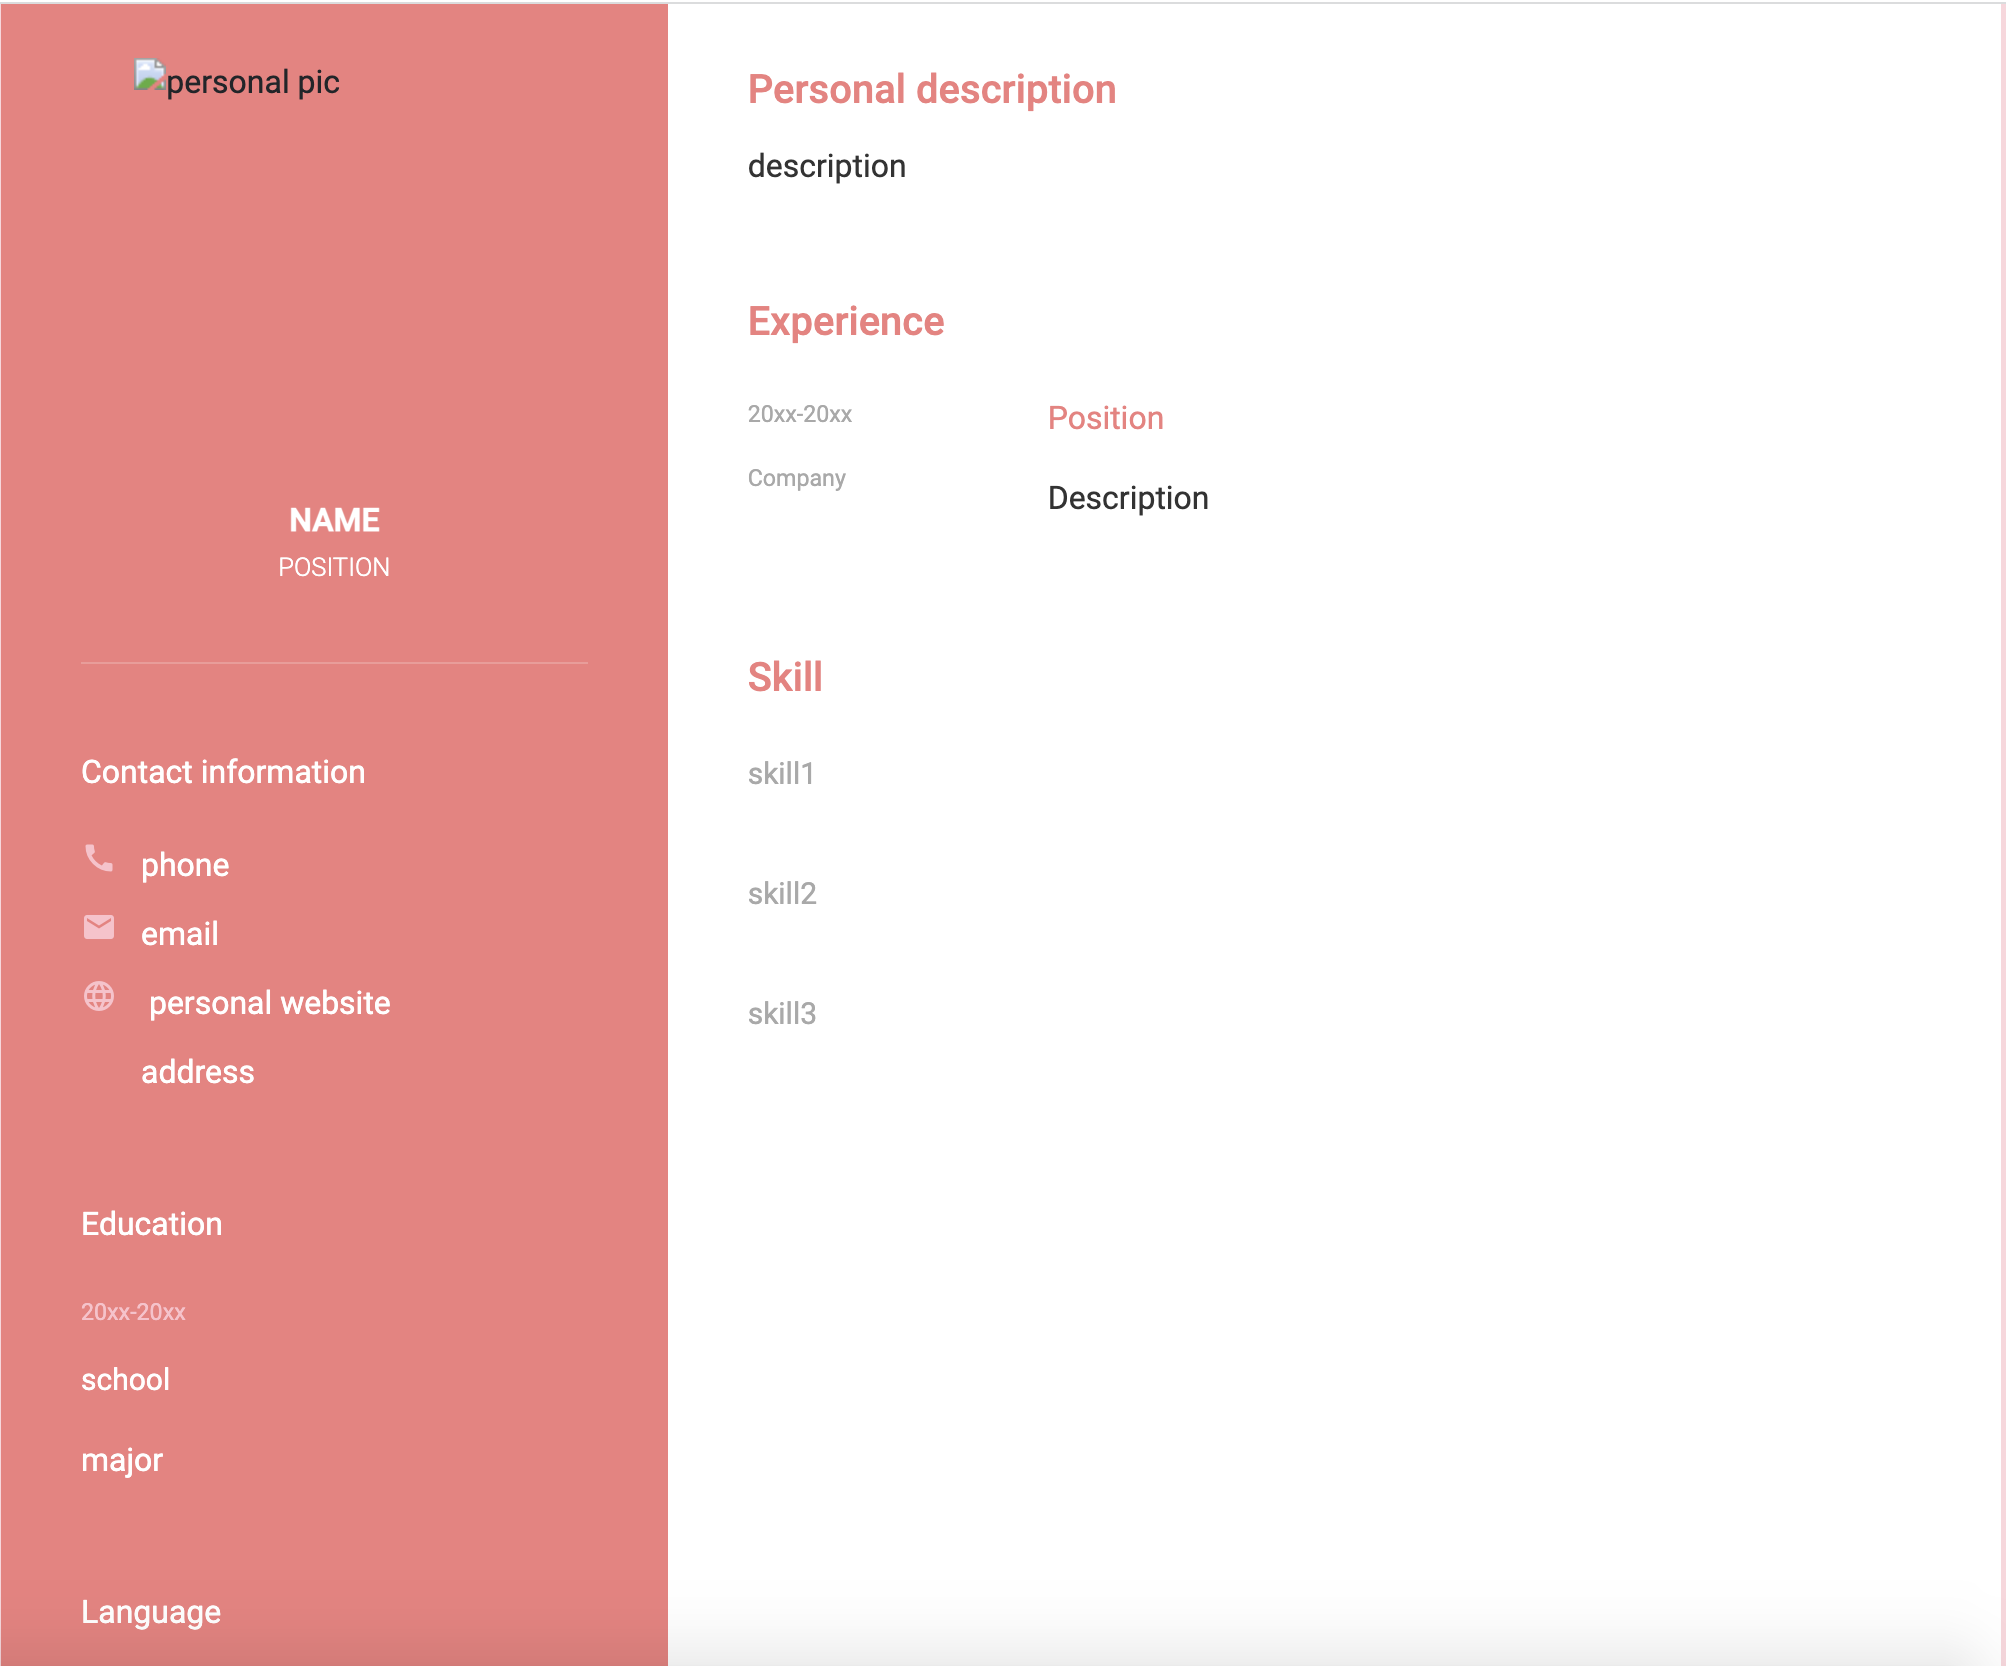 personal pic
NAME
POSITION
Contact information
phone
email
personal website
address
Education
20xx-20xx
school
major
Language
Personal description
description
Experience
20xx-20xx
Company
Position
Description
Skill
skill1
skill2
skill3